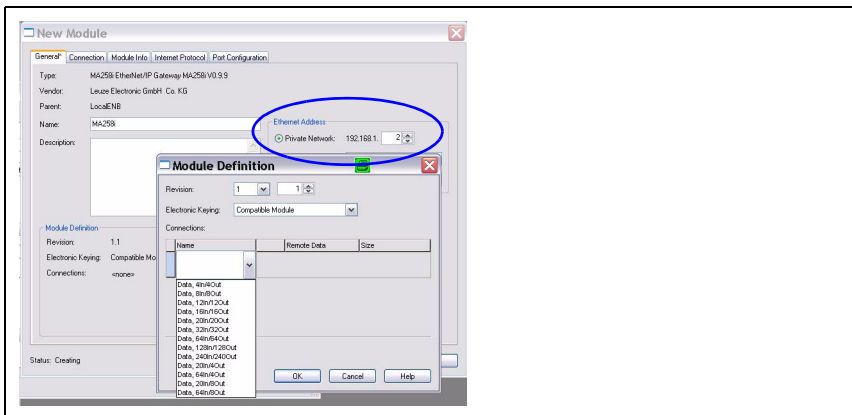 New Module
General* Connection Module Info Internet Protocol Port Configuration
Type: MA258i EtherNet/IP Gateway MA258i V0.9.9
Vendor: Leuze Electronic GmbH Co. KG
Parent: LocalENB
Name: MA258i
Ethernet Address
Private Network: 192.168.1. 2
Description:
Module Definition
Revision: 1 1
Electronic Keying: Compatible Module
Connections:
Name Remote Data Size
Data, 4In/4Out
Data, 8In/8Out
Data, 12In/12Out
Data, 16In/16Out
Data, 20In/20Out
Data, 32In/32Out
Data, 64In/64Out
Data, 128In/128Out
Data, 240In/240Out
Data, 20In/4Out
Data, 64In/4Out
Data, 20In/8Out
Data, 64In/8Out
OK Cancel Help
Module Definition
Revision: 1.1
Electronic Keying: Compatible Mo
Connections: <none>
Status: Creating